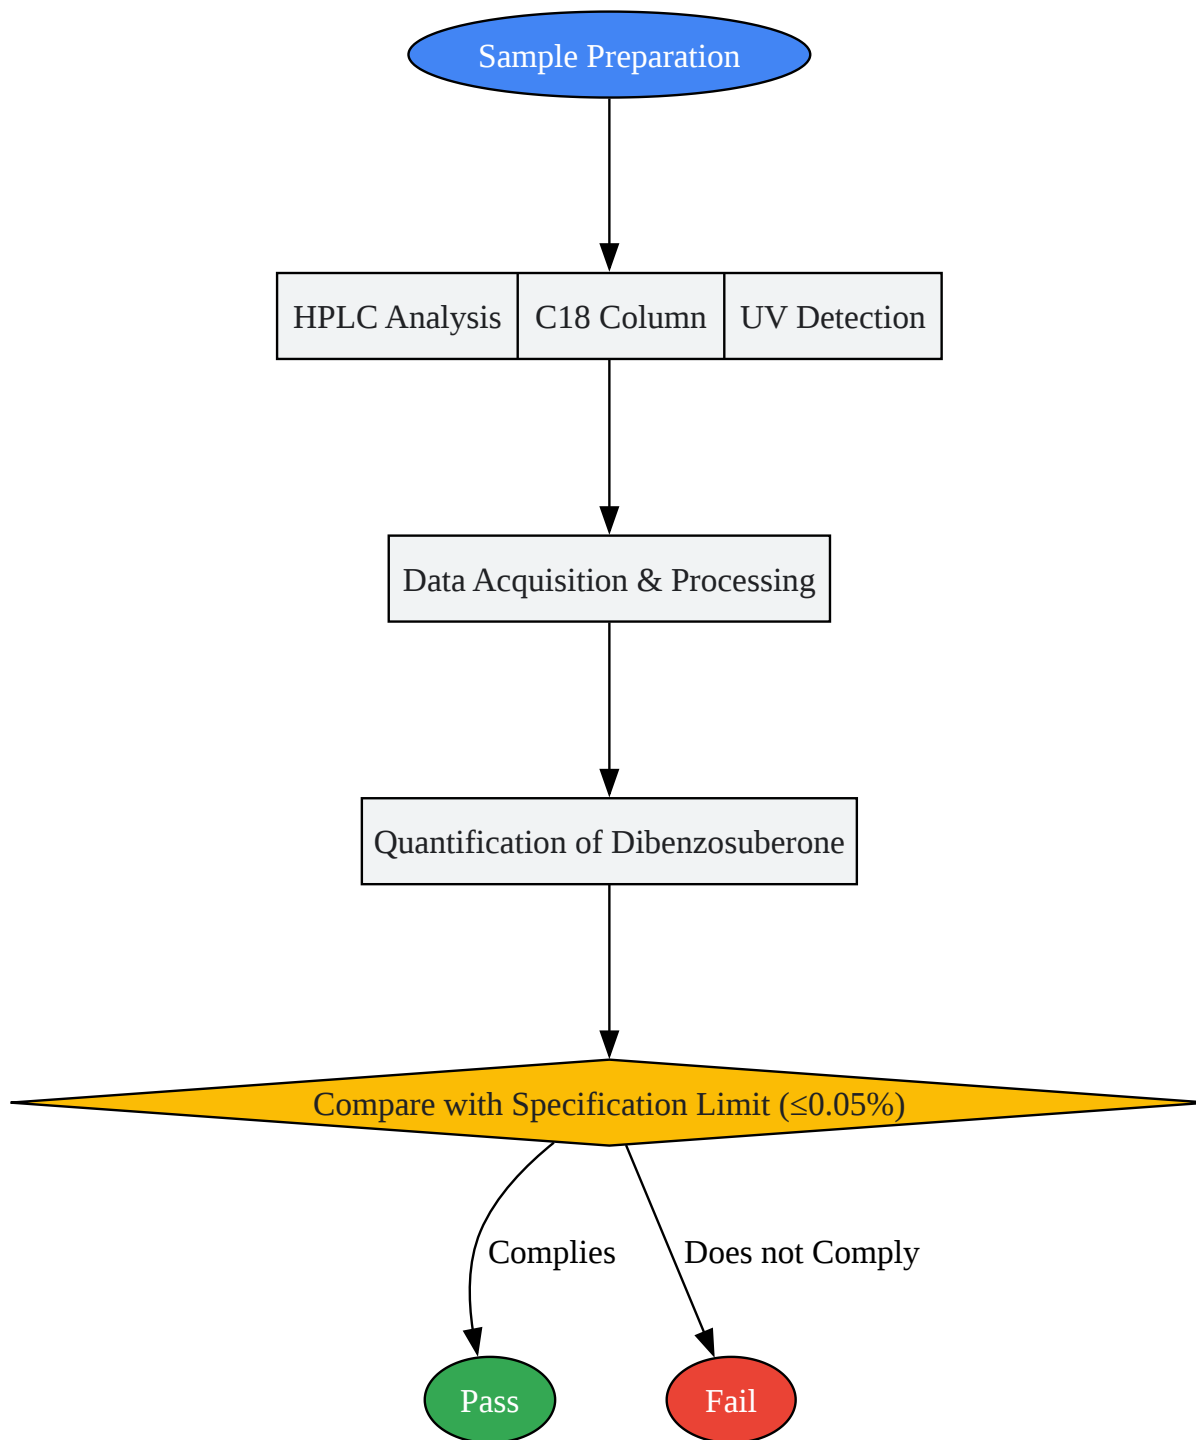 Sample Preparation
HPLC Analysis C18 Column UV Detection
Data Acquisition & Processing
Quantification of Dibenzosuberone
Compare with Specification Limit (≤0.05%)
Complies Does not Comply
Pass Fail